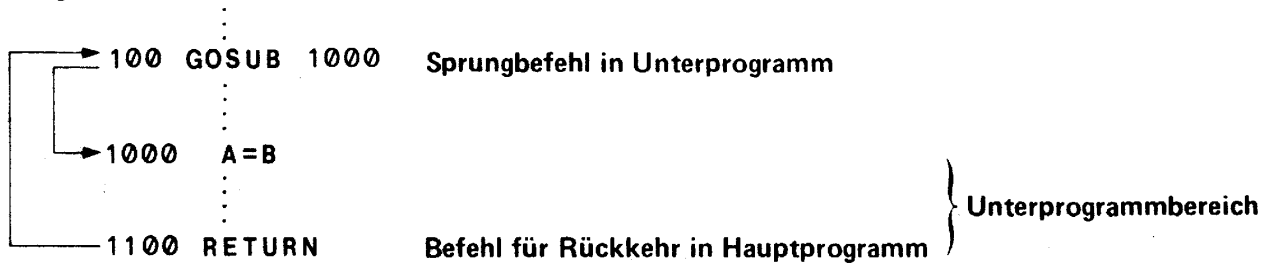 100 GOSUB 1000 Sprungbefehl in Unterprogramm
1000 A=B
Unterprogrammbereich
1100 RETURN Befehl für Rückkehr in Hauptprogramm